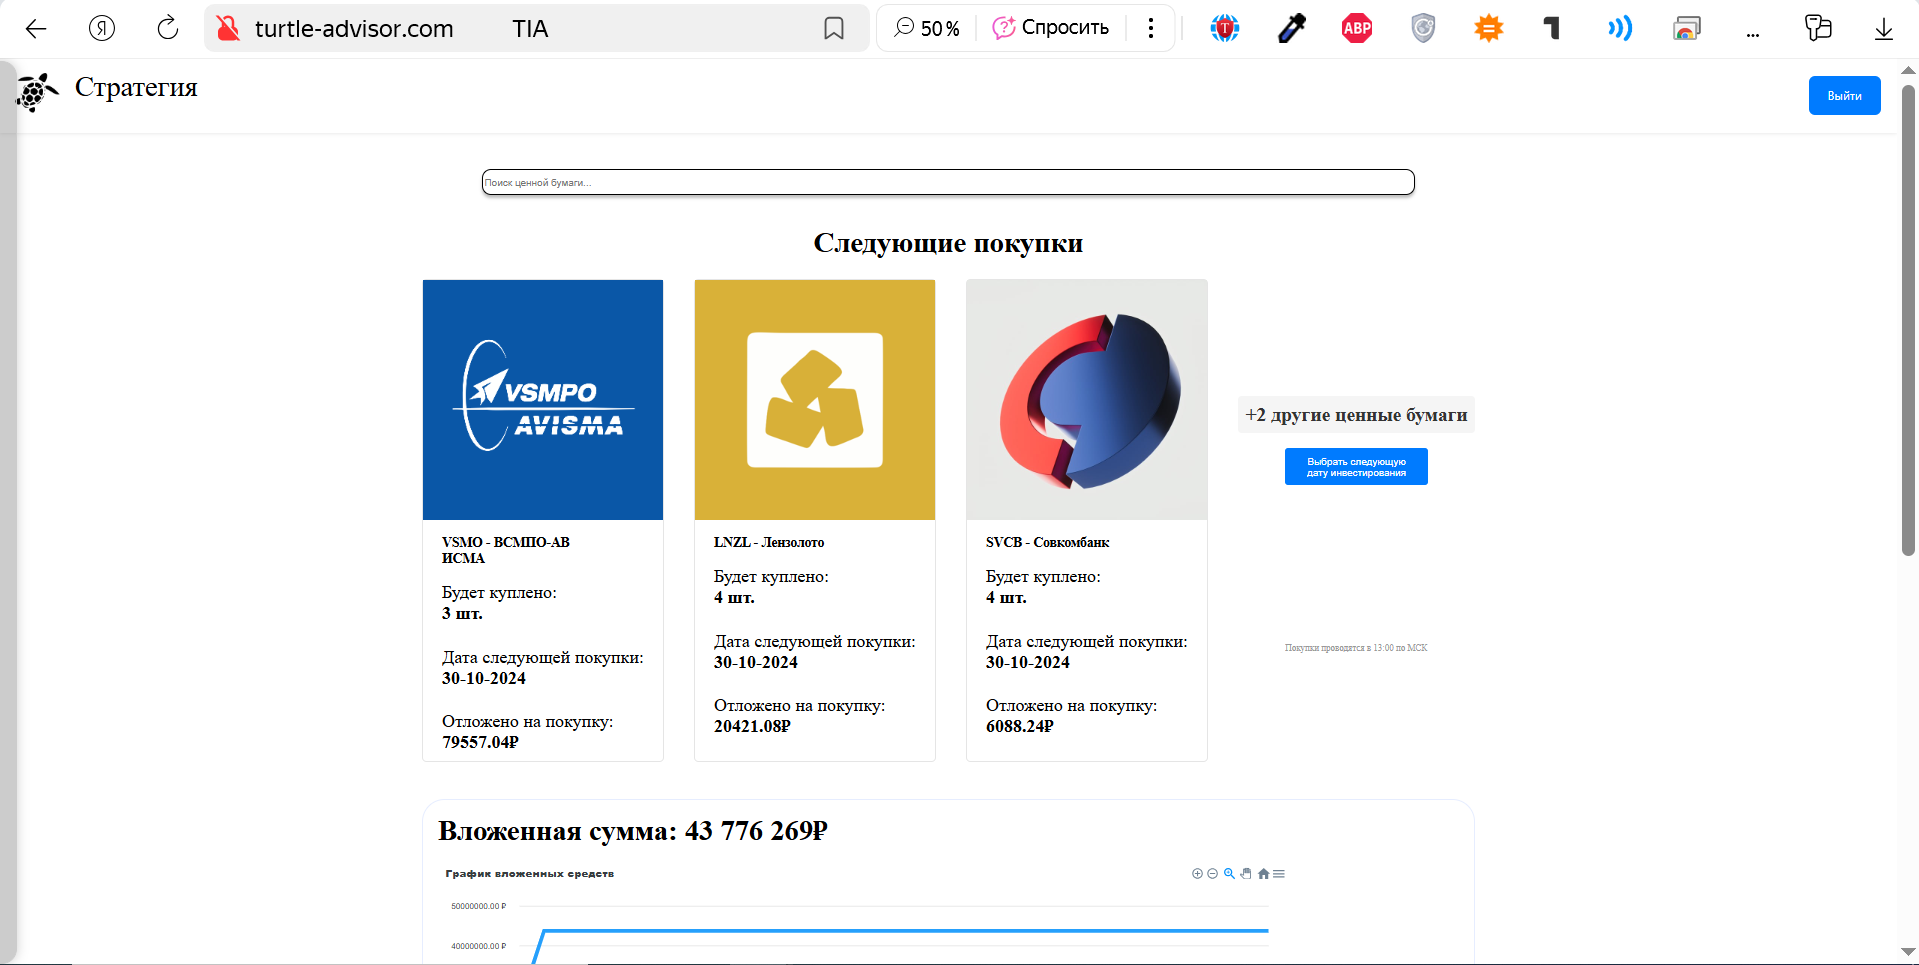 turtle-advisor.com TIA 50% Спросить
T ABP
Стратегия
Выйти
Поиск ценной бумаги...
Следующие покупки
VSMPO
AVISMA
VSMO - ВСМПО-АВ
ИСМА
Будет куплено:
3 шт.
Дата следующей покупки:
30-10-2024
Отложено на покупку:
79557.04₽
LNZL - Лензолото
Будет куплено:
4 шт.
Дата следующей покупки:
30-10-2024
Отложено на покупку:
20421.08₽
SVCB - Совкомбанк
Будет куплено:
4 шт.
Дата следующей покупки:
30-10-2024
Отложено на покупку:
6088.24₽
+2 другие ценные бумаги
Выбрать следующую
дату инвестирования
Покупки проводятся в 13:00 по МСК
Вложенная сумма: 43 776 269₽
График вложенных средств
50000000.00 ₽
40000000.00 ₽